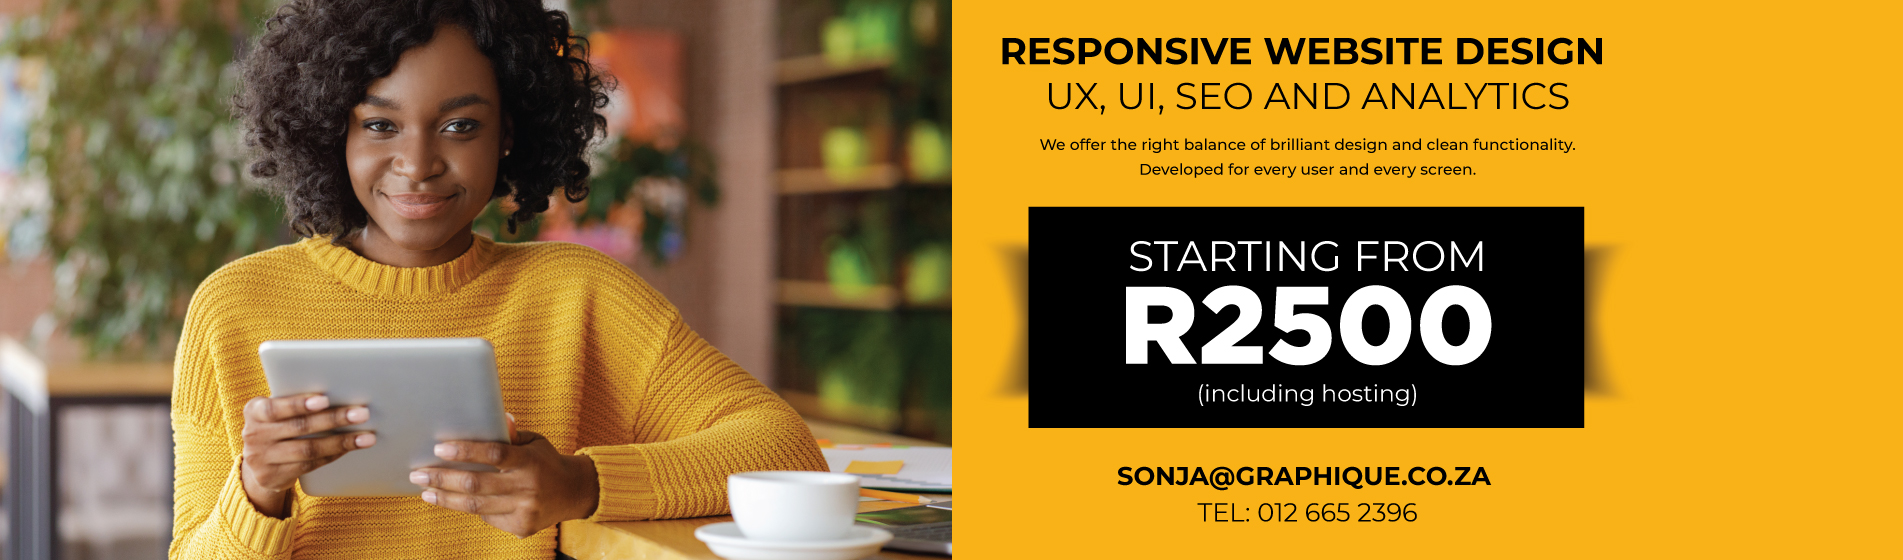 RESPONSIVE WEBSITE DESIGN
UX, UI, SEO AND ANALYTICS
We offer the right balance of brilliant design and clean functionality.
Developed for every user and every screen.
STARTING FROM
R2500
(including hosting)
SONJA@GRAPHIQUE.CO.ZA
TEL: 012 665 2396